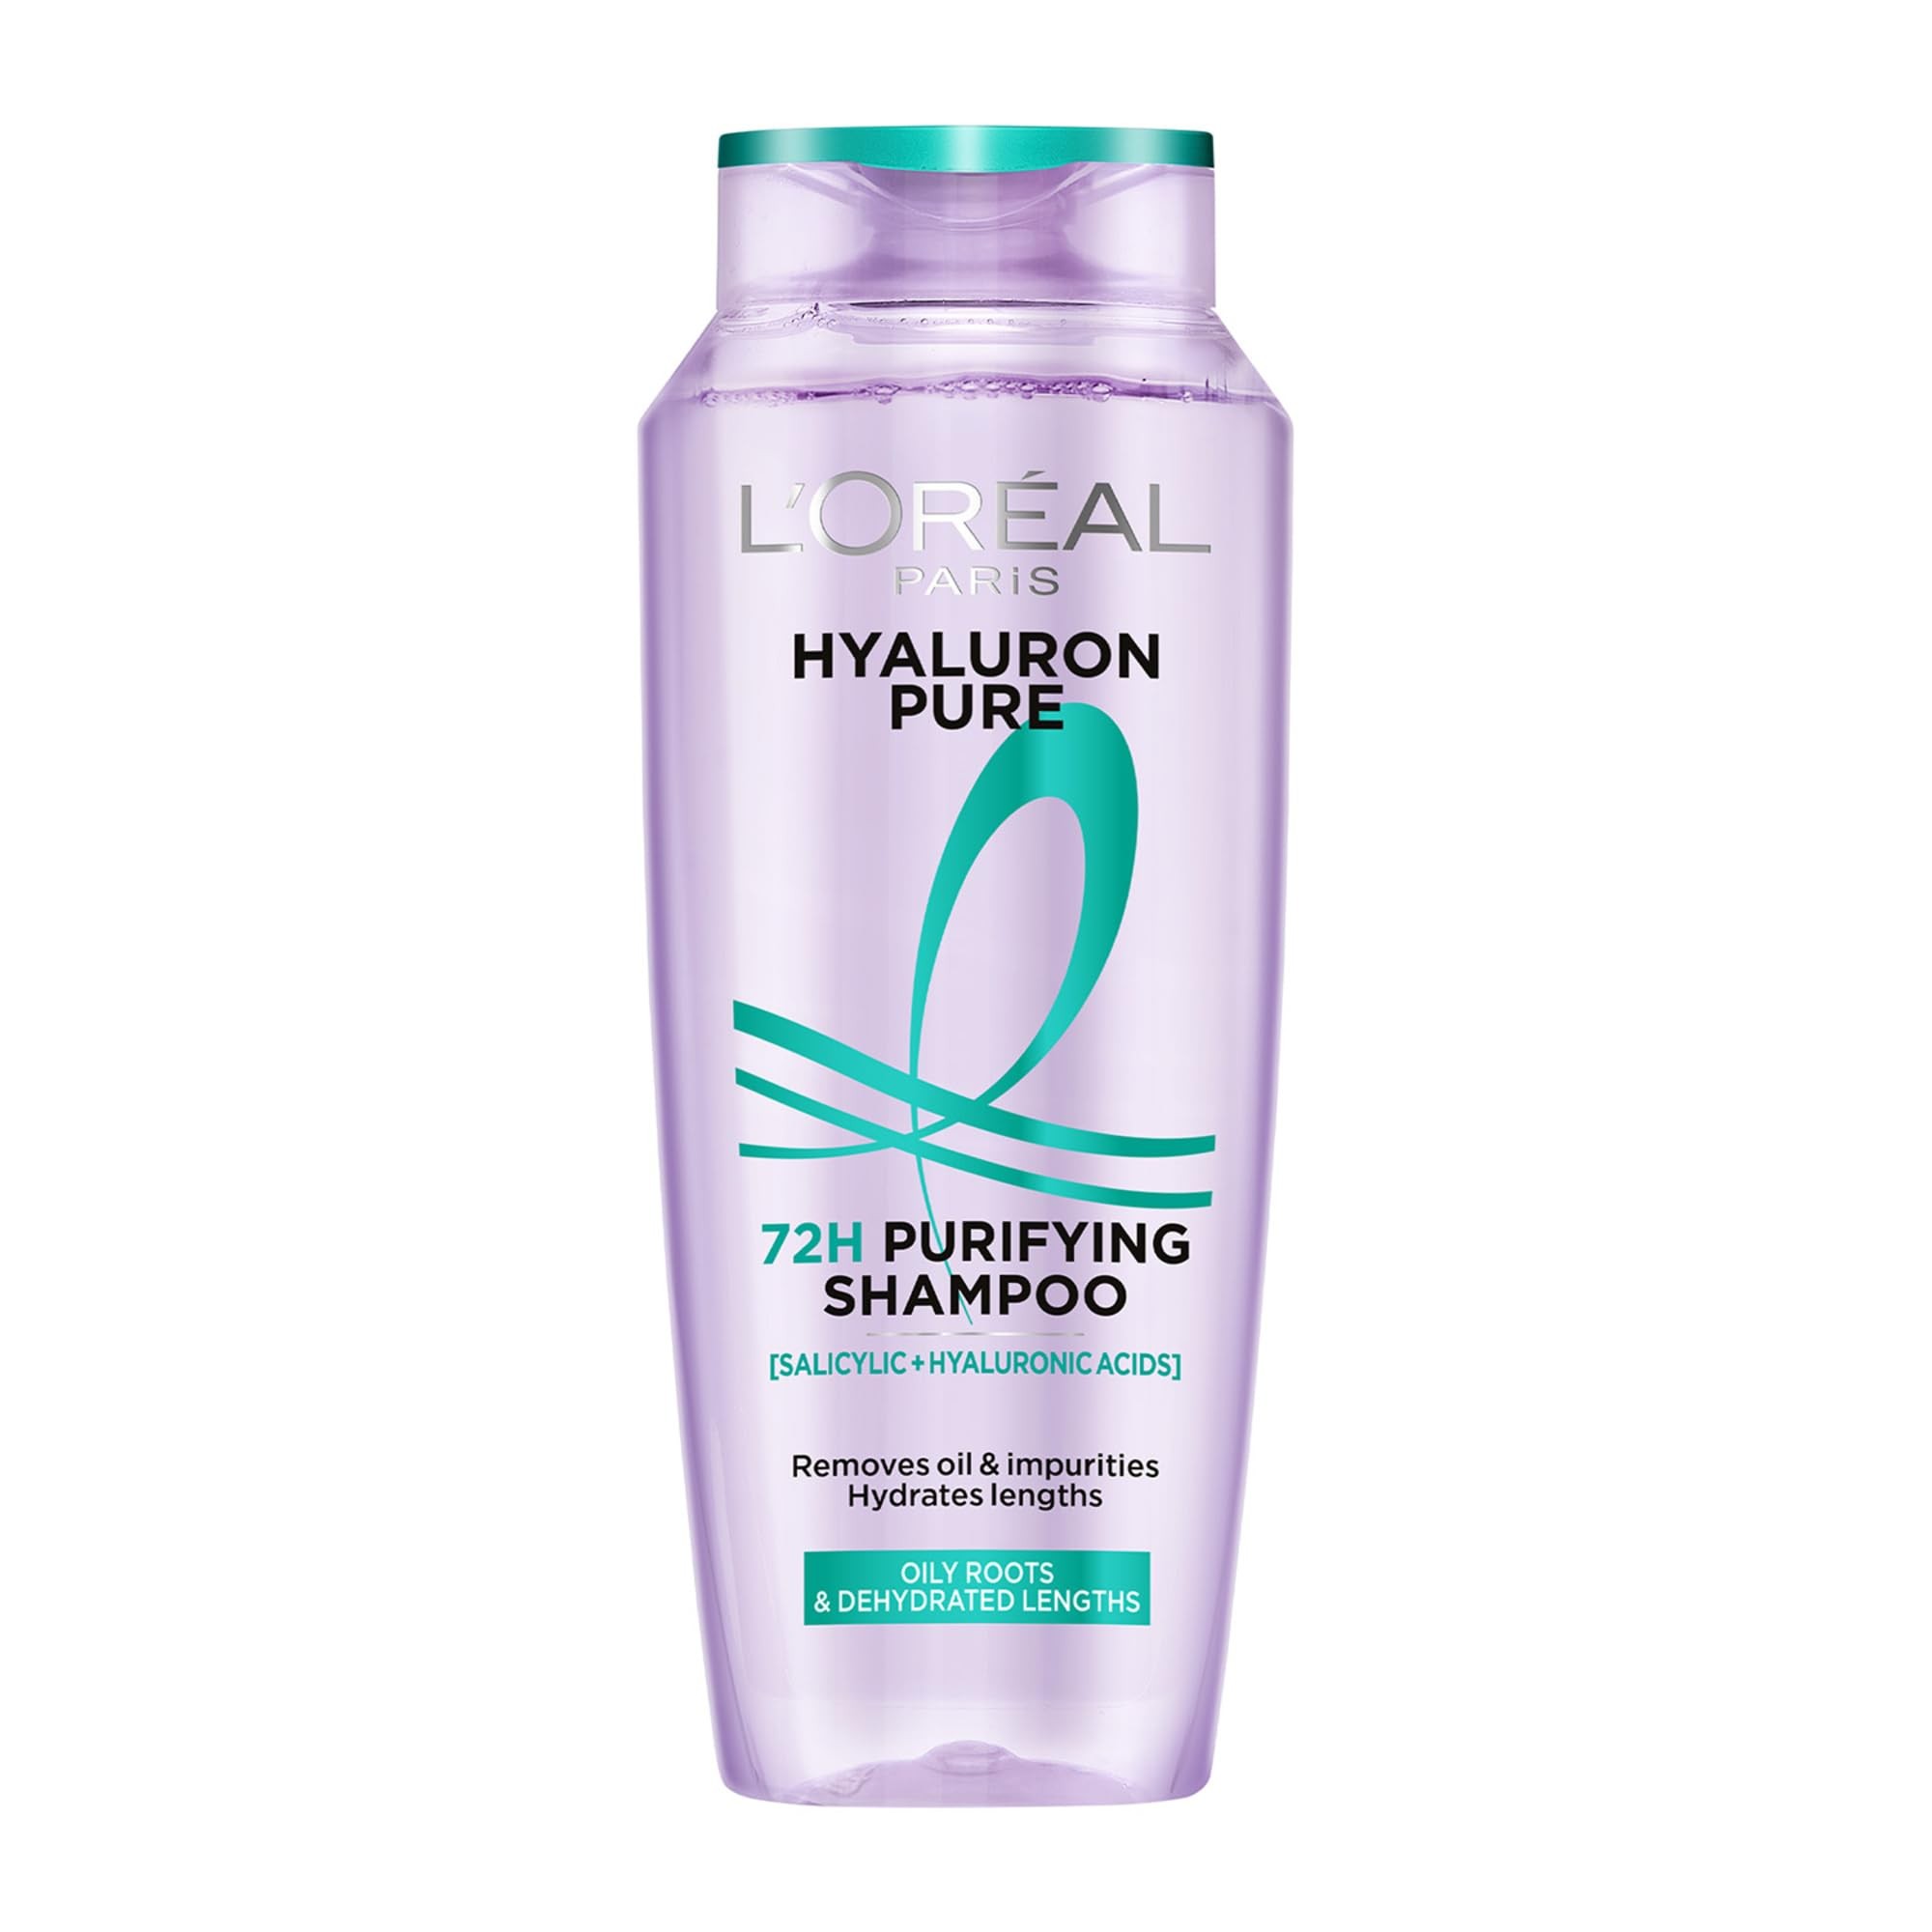 L'ORÉAL
PARiS
HYALURON
PURE
72H PURIFYING
SHAMPOO
[SALICYLIC + HYALURONIC ACIDS]
Removes oil & impurities
Hydrates lengths
OILY ROOTS
& DEHYDRATED LENGTHS